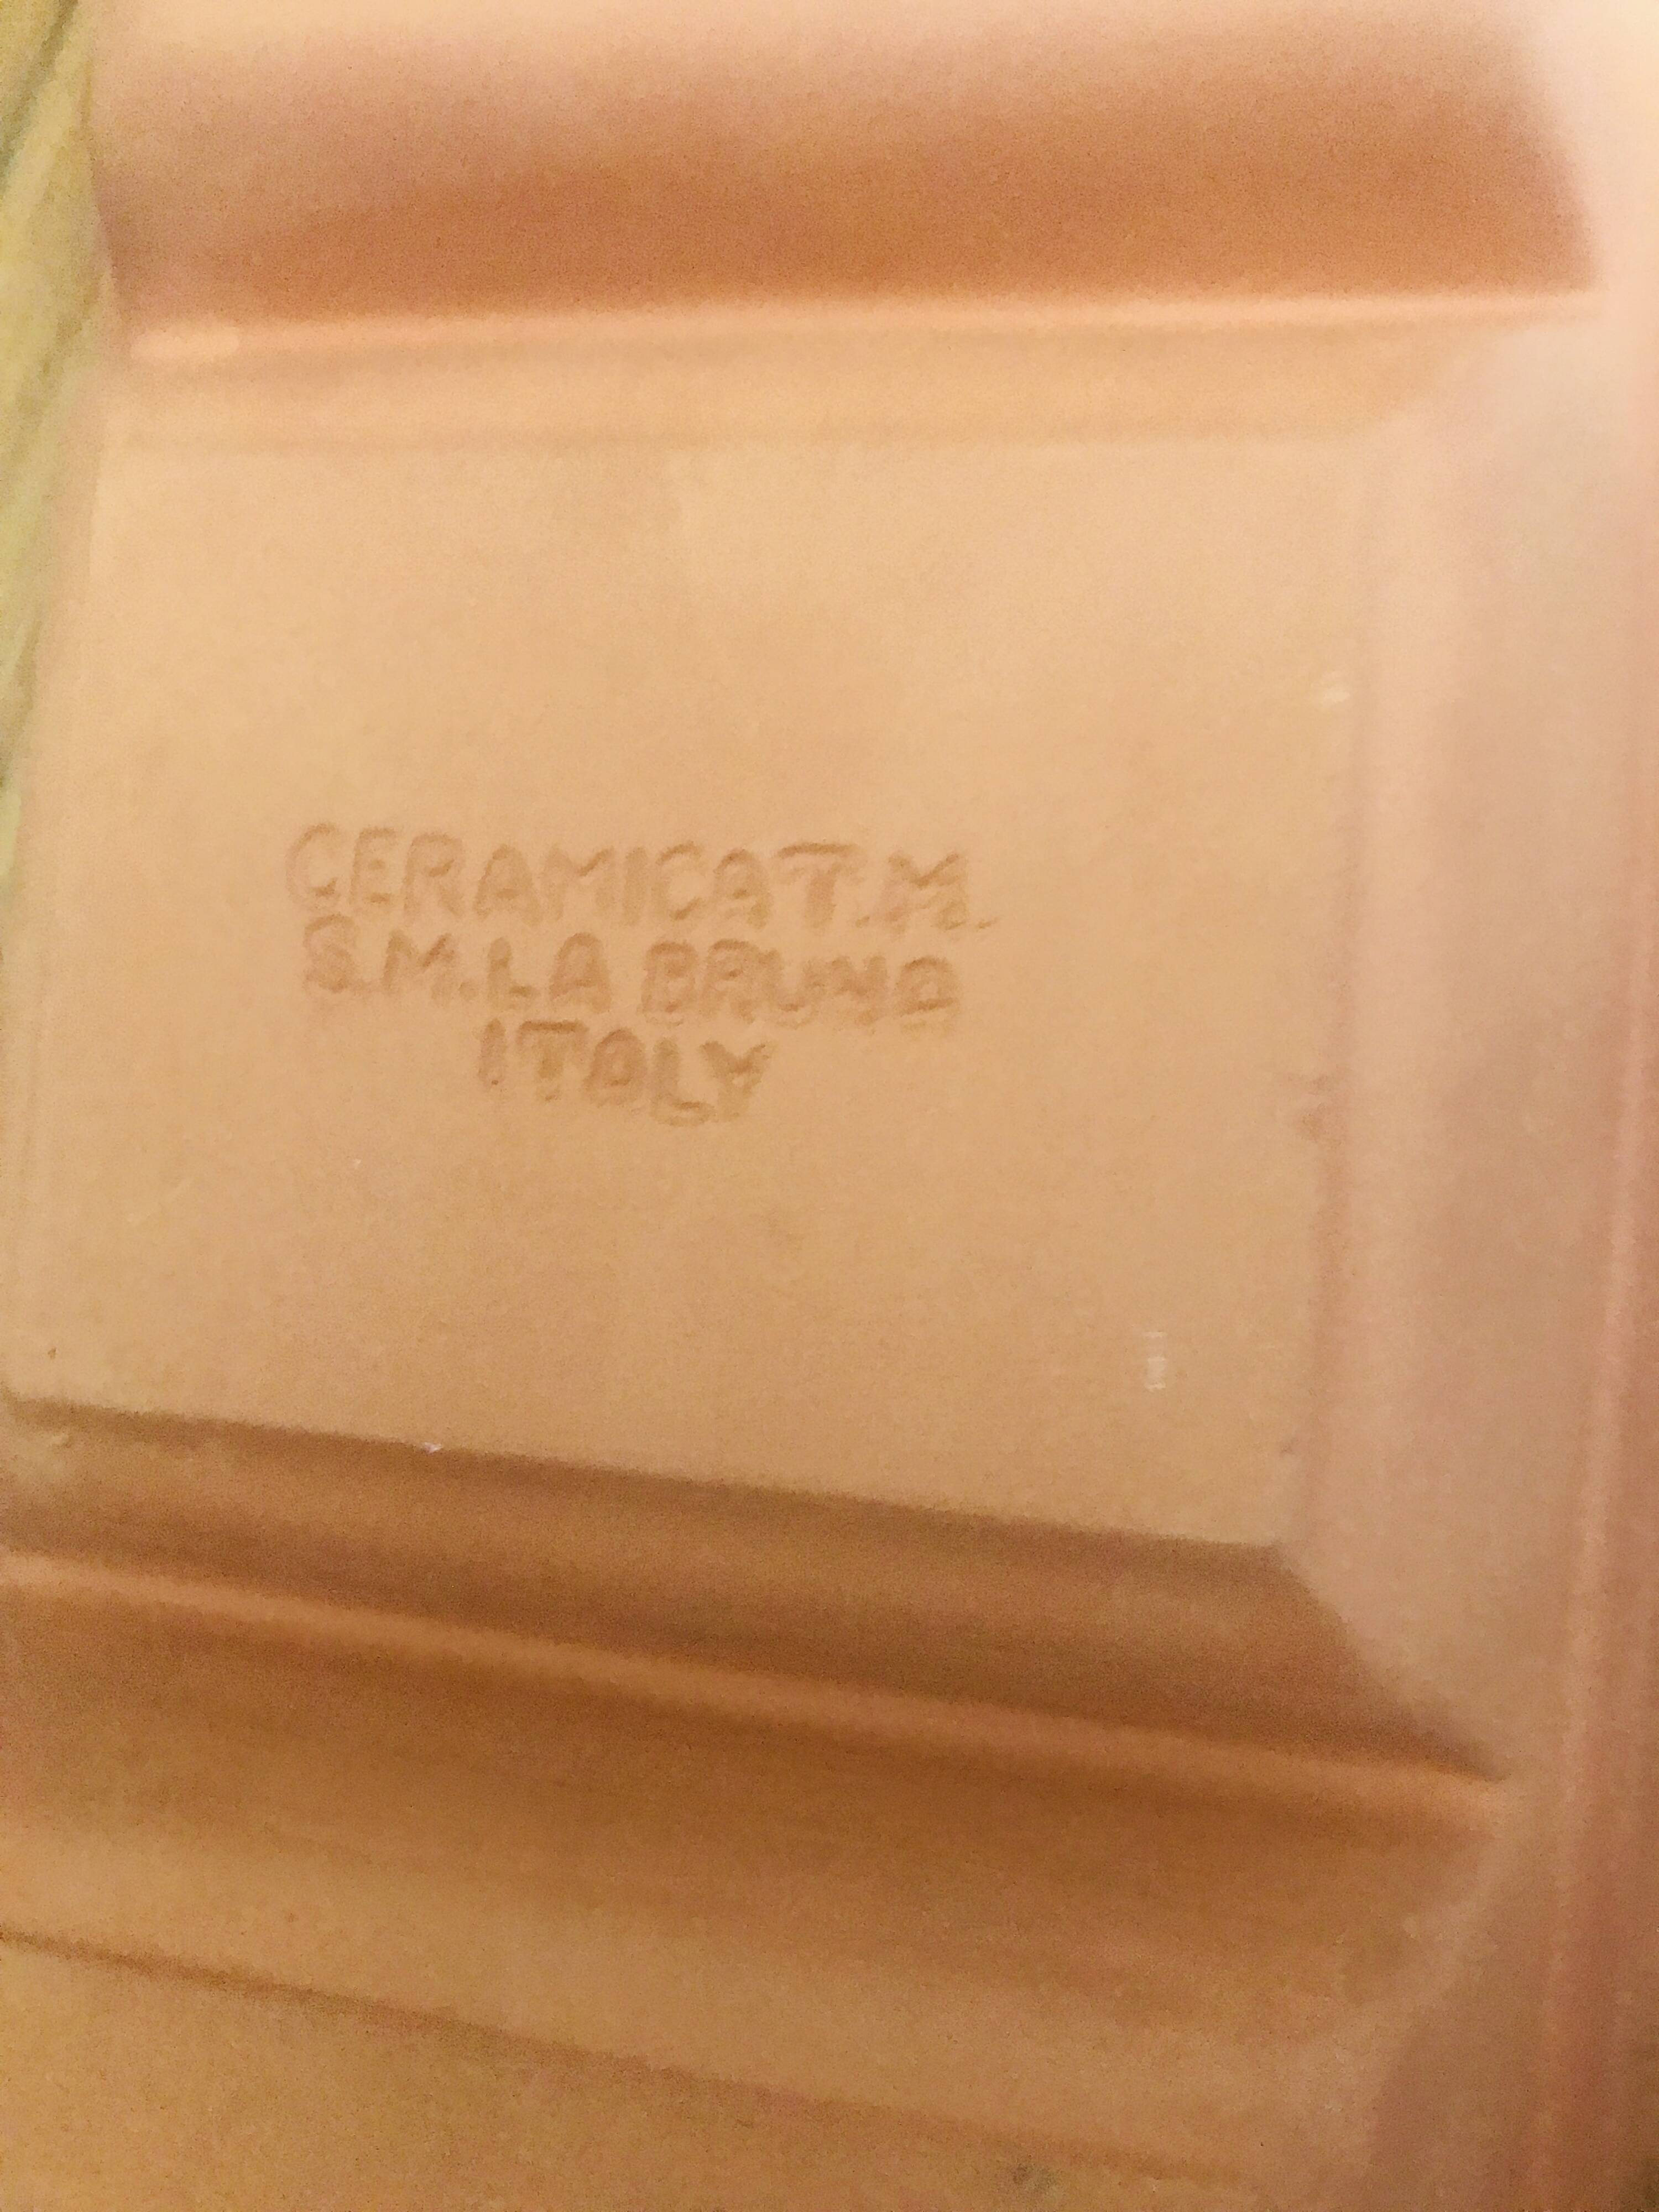 CERAMICA T.M.
S.M.LA BRUNA
ITALY